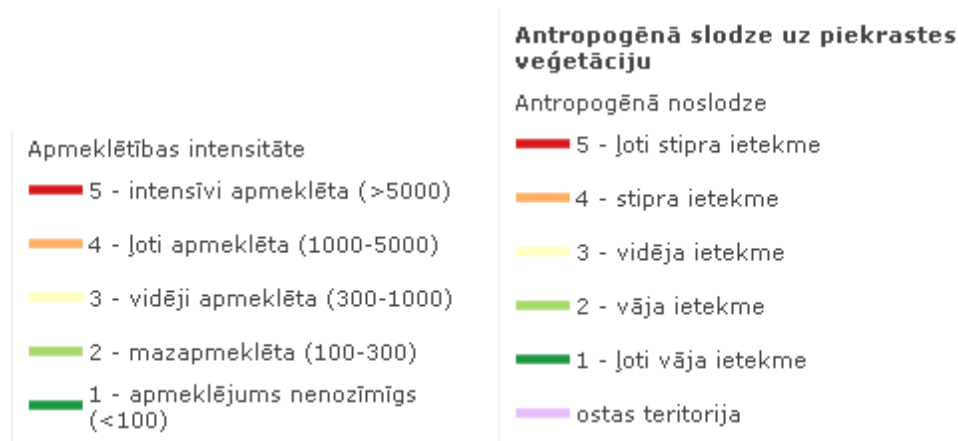 Apmeklētības intensitāte
5 - intensīvi apmeklēta (>5000)
4 - ļoti apmeklēta (1000-5000)
3 - vidēji apmeklēta (300-1000)
2 - mazapmeklēta (100-300)
1 - apmeklējums nenozīmīgs
(<100)
Antropogēnā slodze uz piekrastes
veģetāciju
Antropogēnā noslodze
5 - ļoti stipra ietekme
4 - stipra ietekme
3 - vidēja ietekme
2 - vāja ietekme
1 - ļoti vāja ietekme
ostas teritorija